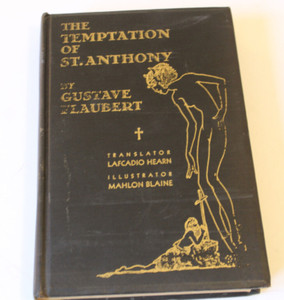 THE
TEMPTATION
OF
ST. ANTHONY
BY
GUSTAVE
FLAUBERT
TRANSLATOR
LAFCADIO HEARN
ILLUSTRATOR
MAHLON BLAINE